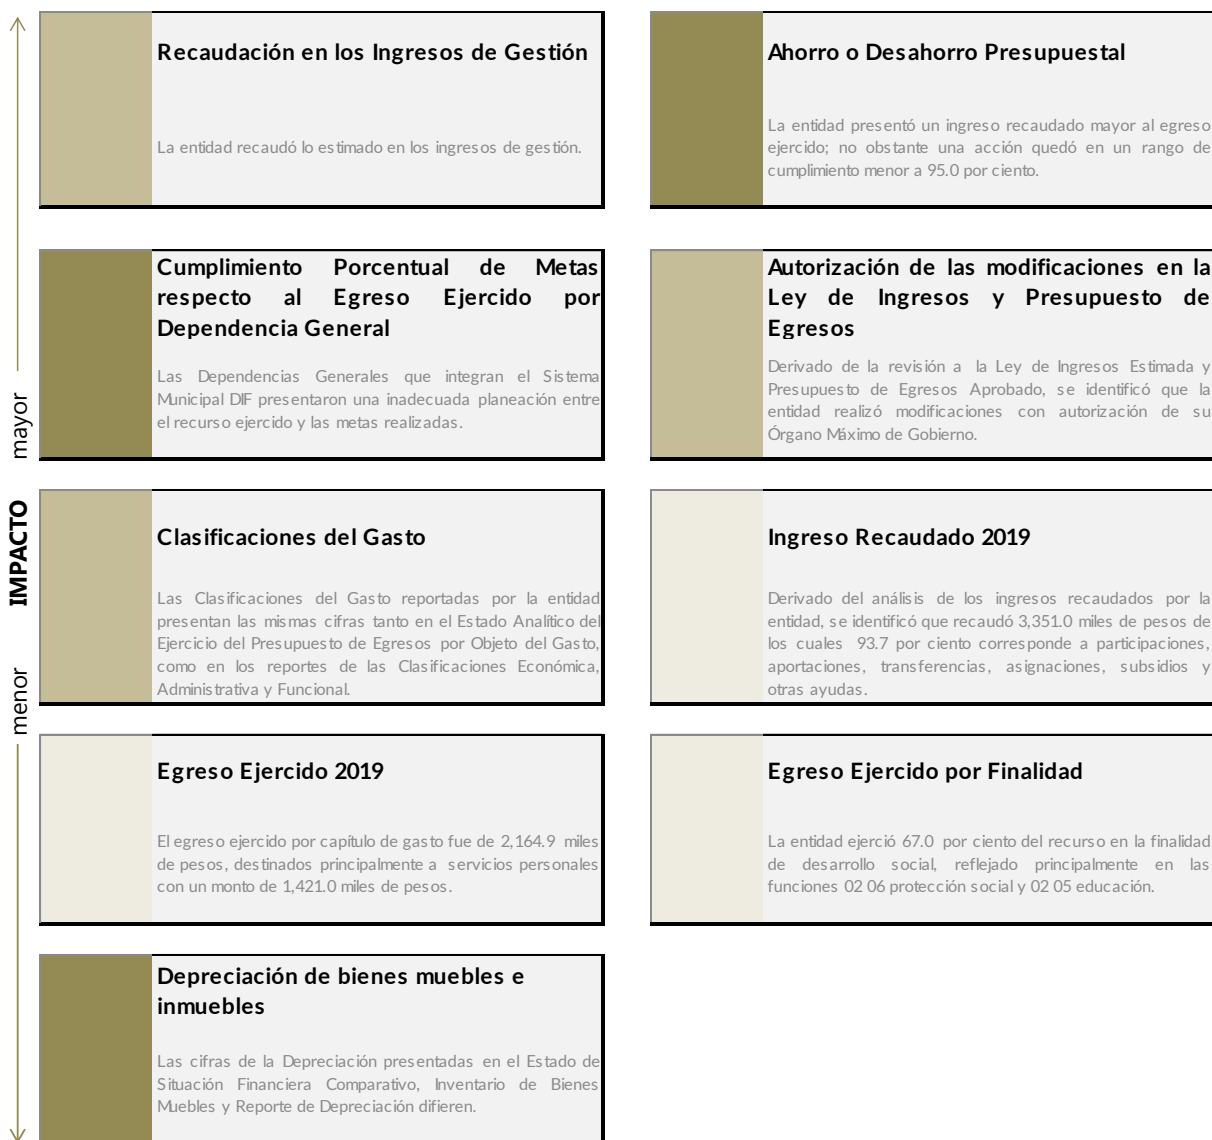 Recaudación en los Ingresos de Gestión
La entidad recaudó lo estimado en los ingresos de gestión.
Ahorro o Desahorro Presupuestal
La entidad presentó un ingreso recaudado mayor al egreso
ejercido; no obstante una acción quedó en un rango de
cumplimiento menor a 95.0 por ciento.
Cumplimiento Porcentual de Metas
respecto al Egreso Ejercido por
Dependencia General
Las Dependencias Generales que integran el Sistema
Municipal DIF presentaron una inadecuada planeación entre
el recurso ejercido y las metas realizadas.
Autorización de las modificaciones en la
Ley de Ingresos y Presupuesto de
Egresos
Derivado de la revisión a la Ley de Ingresos Estimada y
Presupuesto de Egresos Aprobado, se identificó que la
entidad realizó modificaciones con autorización de su
Órgano Máximo de Gobierno.
mayor
IMPACTO
menor
Clasificaciones del Gasto
Las Clasificaciones del Gasto reportadas por la entidad
presentan las mismas cifras tanto en el Estado Analítico del
Ejercicio del Presupuesto de Egresos por Objeto del Gasto,
como en los reportes de las Clasificaciones Económica,
Administrativa y Funcional.
Ingreso Recaudado 2019
Derivado del análisis de los ingresos recaudados por la
entidad, se identificó que recaudó 3,351.0 miles de pesos de
los cuales 93.7 por ciento corresponde a participaciones,
aportaciones, transferencias, asignaciones, subsidios y
otras ayudas.
Egreso Ejercido 2019
El egreso ejercido por capítulo de gasto fue de 2,164.9 miles
de pesos, destinados principalmente a servicios personales
con un monto de 1,421.0 miles de pesos.
Egreso Ejercido por Finalidad
La entidad ejerció 67.0 por ciento del recurso en la finalidad
de desarrollo social, reflejado principalmente en las
funciones 02 06 protección social y 02 05 educación.
Depreciación de bienes muebles e
inmuebles
Las cifras de la Depreciación presentadas en el Estado de
Situación Financiera Comparativo, Inventario de Bienes
Muebles y Reporte de Depreciación difieren.